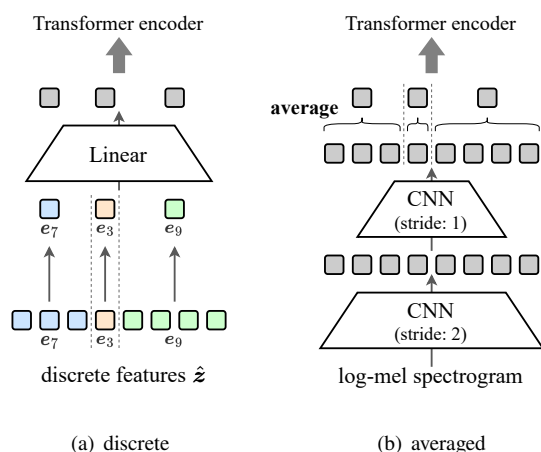 Transformer encoder
Linear
e7
e3
e9
e7
e3
e9
discrete features ẑ
(a) discrete
Transformer encoder
average
CNN
(stride: 1)
CNN
(stride: 2)
log-mel spectrogram
(b) averaged